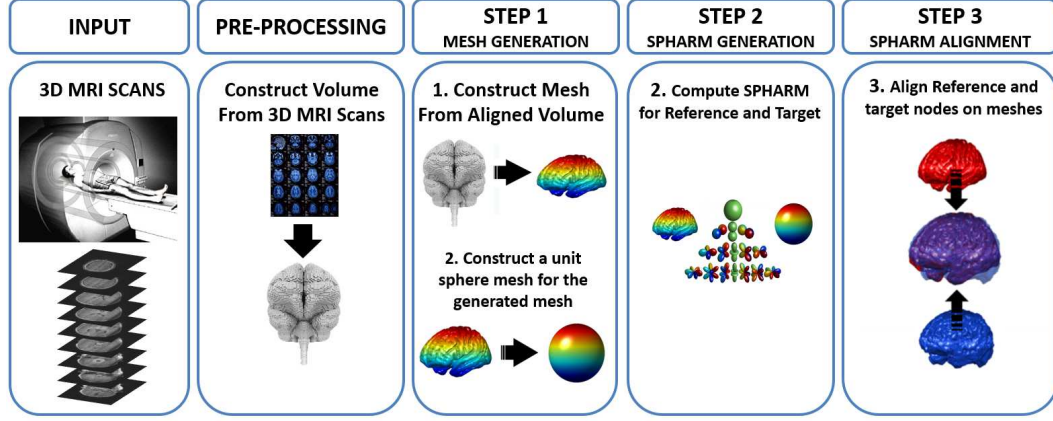 INPUT
PRE-PROCESSING
STEP 1
MESH GENERATION
STEP 2
SPHARM GENERATION
STEP 3
SPHARM ALIGNMENT
3D MRI SCANS
Construct Volume
From 3D MRI Scans
1. Construct Mesh
From Aligned Volume
2. Construct a unit
sphere mesh for the
generated mesh
2. Compute SPHARM
for Reference and Target
3. Align Reference and
target nodes on meshes